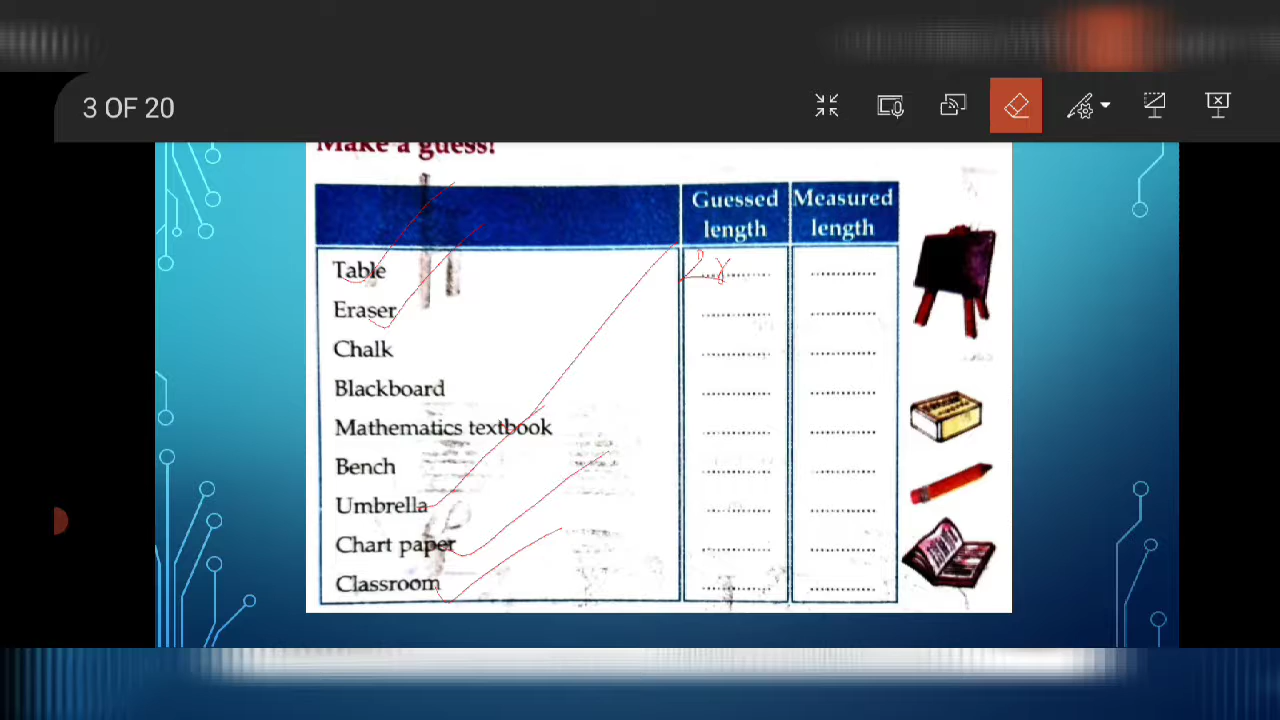 3 OF 20
Make a guess!
Guessed length
Measured length
Table
Eraser
Chalk
Blackboard
Mathematics textbook
Bench
Umbrella
Chart paper
Classroom